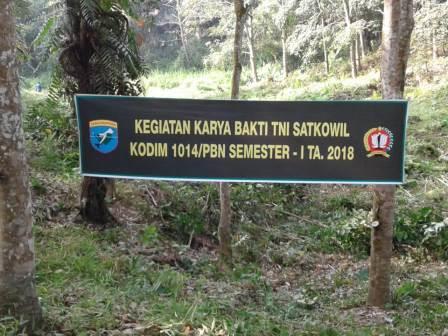 KEGIATAN KARYA BAKTI TNI SATKOWIL
KODIM 1014/PBN SEMESTER - I TA. 2018